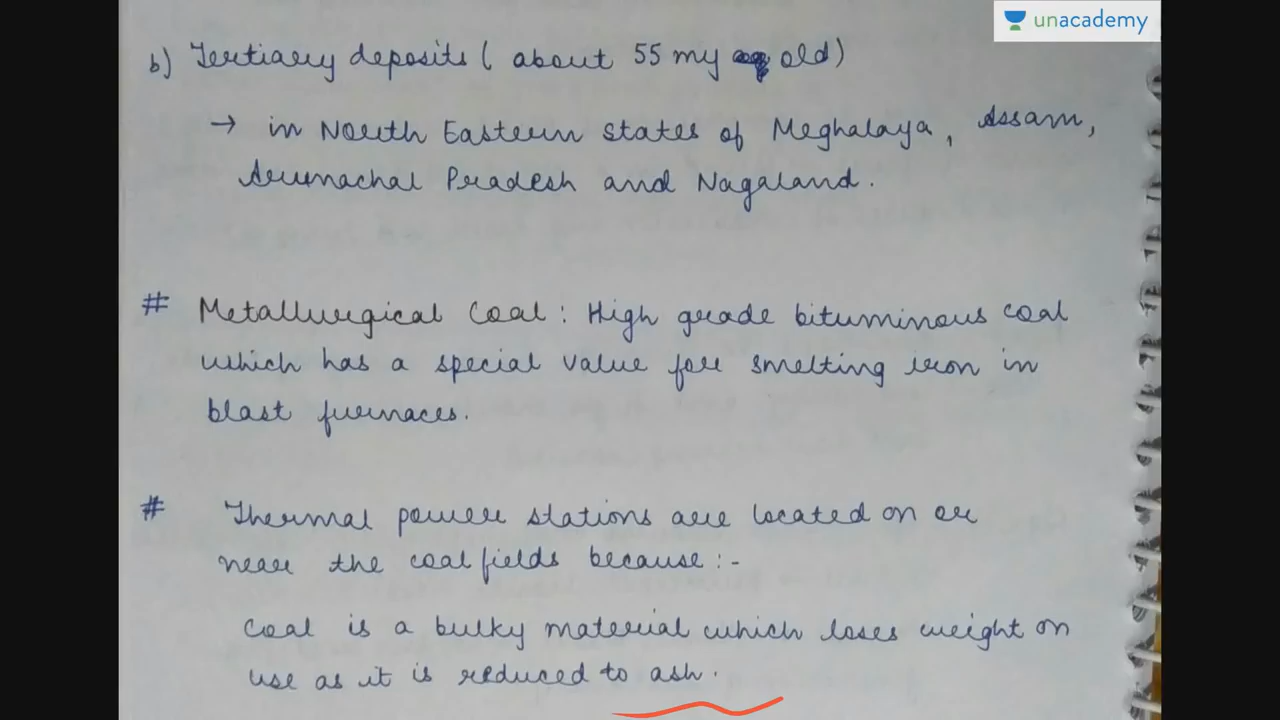 unacademy
b) Tertiary deposits ( about 55 my old)
→ in North Eastern states of Meghalaya, Assam,
Arunachal Pradesh and Nagaland.
# Metallurgical Coal : High grade bituminous coal
which has a special value for smelting iron in
blast furnaces.
# Thermal power stations are located on or
near the coal fields because :-
Coal is a bulky material which loses weight on
use as it is reduced to ash.